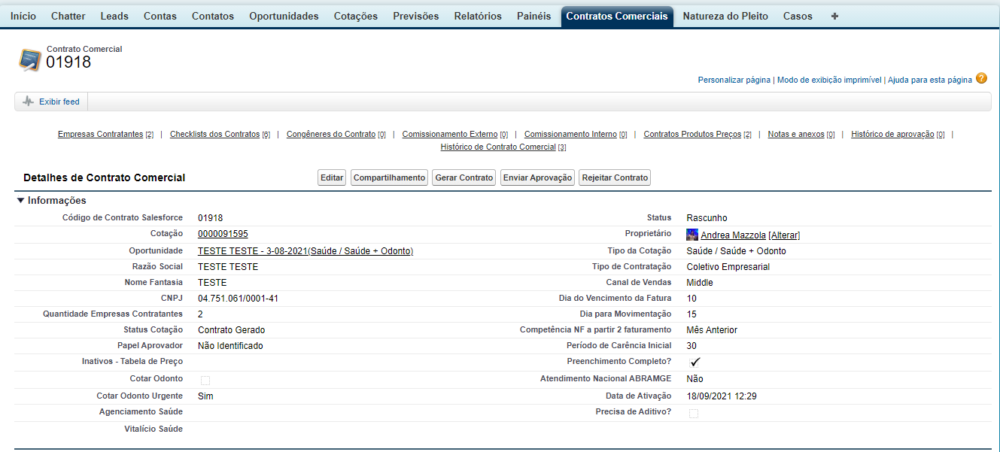 Início Chatter Leads Contas Contatos Oportunidades Cotações Previsões Relatórios Painéis Contratos Comerciais Natureza do Pleito Casos +
Contrato Comercial
01918
Personalizar página | Modo de exibição imprimível | Ajuda para esta página ?
Exibir feed
Empresas Contratantes [2] | Checklists dos Contratos [6] | Congêneres do Contrato [0] | Comissionamento Externo [0] | Comissionamento Interno [0] | Contratos Produtos Preços [2] | Notas e anexos [0] | Histórico de aprovação [0] |
Histórico de Contrato Comercial [3]
Detalhes de Contrato Comercial Editar Compartilhamento Gerar Contrato Enviar Aprovação Rejeitar Contrato
Informações
Código de Contrato Salesforce 01918 Status Rascunho
Cotação 0000091595 Proprietário Andrea Mazzola [Alterar]
Oportunidade TESTE TESTE - 3-08-2021(Saúde / Saúde + Odonto) Tipo da Cotação Saúde / Saúde + Odonto
Razão Social TESTE TESTE Tipo de Contratação Coletivo Empresarial
Nome Fantasia TESTE Canal de Vendas Middle
CNPJ 04.751.061/0001-41 Dia do Vencimento da Fatura 10
Quantidade Empresas Contratantes 2 Dia para Movimentação 15
Status Cotação Contrato Gerado Competência NF a partir 2 faturamento Mês Anterior
Papel Aprovador Não Identificado Período de Carência Inicial 30
Inativos - Tabela de Preço Preenchimento Completo?
Cotar Odonto Atendimento Nacional ABRAMGE Não
Cotar Odonto Urgente Sim Data de Ativação 18/09/2021 12:29
Agenciamento Saúde Precisa de Aditivo?
Vitalício Saúde